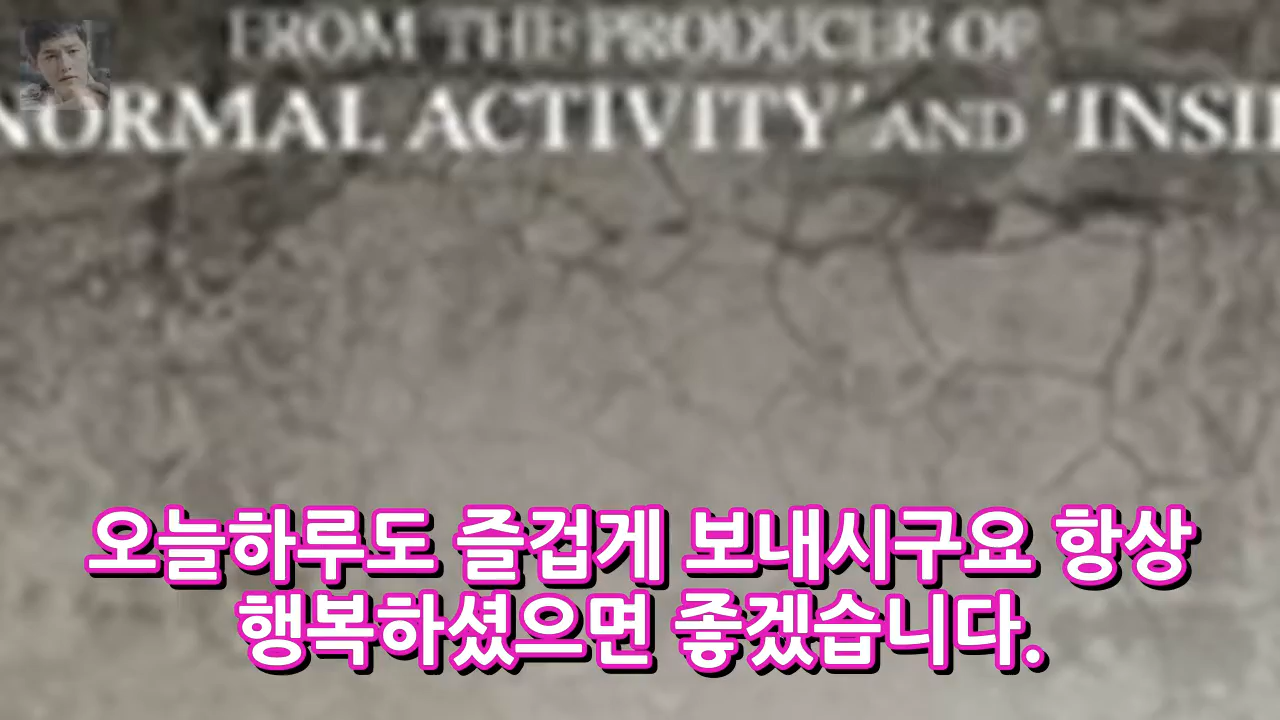 FROM THE PRODUCER OF
NORMAL ACTIVITY' AND 'INSI
오늘하루도 즐겁게 보내시구요 항상
행복하셨으면 좋겠습니다.